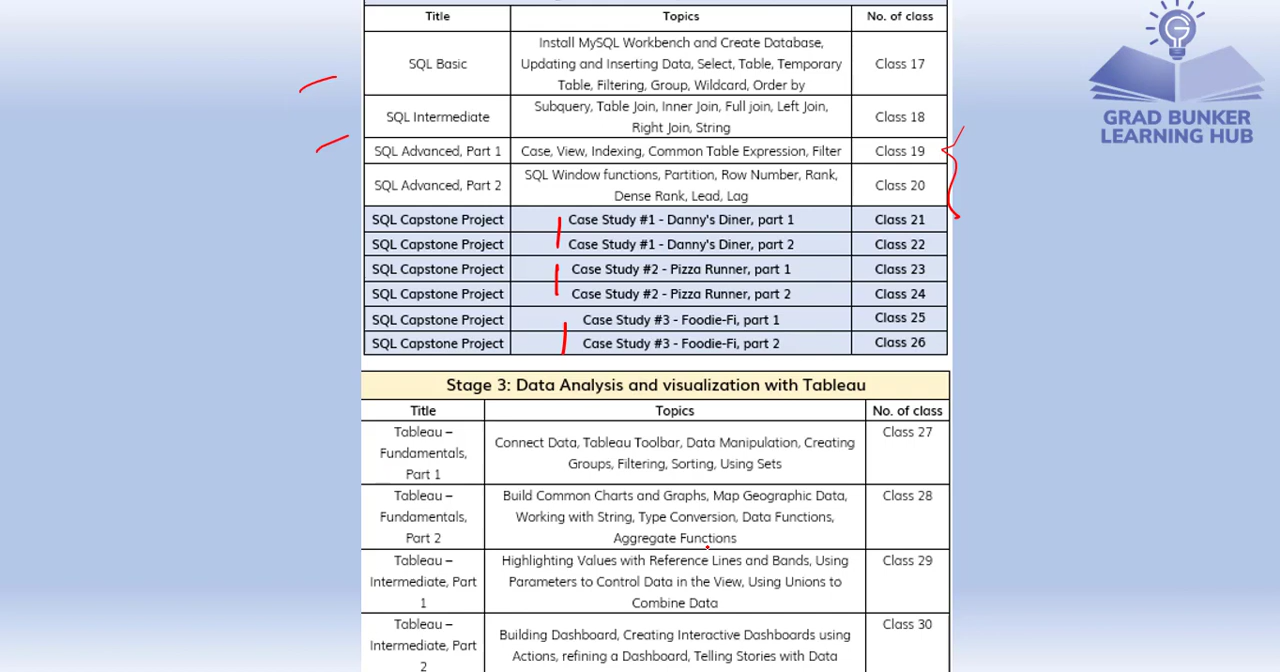 Title Topics No. of class
SQL Basic
Install MySQL Workbench and Create Database,
Updating and Inserting Data, Select, Table, Temporary
Table, Filtering, Group, Wildcard, Order by
Class 17
SQL Intermediate
Subquery, Table Join, Inner Join, Full join, Left Join,
Right Join, String
Class 18
SQL Advanced, Part 1 Case, View, Indexing, Common Table Expression, Filter Class 19
SQL Advanced, Part 2
SQL Window functions, Partition, Row Number, Rank,
Dense Rank, Lead, Lag
Class 20
SQL Capstone Project Case Study #1 - Danny's Diner, part 1 Class 21
SQL Capstone Project Case Study #1 - Danny's Diner, part 2 Class 22
SQL Capstone Project Case Study #2 - Pizza Runner, part 1 Class 23
SQL Capstone Project Case Study #2 - Pizza Runner, part 2 Class 24
SQL Capstone Project Case Study #3 - Foodie-Fi, part 1 Class 25
SQL Capstone Project Case Study #3 - Foodie-Fi, part 2 Class 26
Stage 3: Data Analysis and visualization with Tableau
Title Topics No. of class
Tableau –
Fundamentals,
Part 1
Connect Data, Tableau Toolbar, Data Manipulation, Creating
Groups, Filtering, Sorting, Using Sets
Class 27
Tableau –
Fundamentals,
Part 2
Build Common Charts and Graphs, Map Geographic Data,
Working with String, Type Conversion, Data Functions,
Aggregate Functions
Class 28
Tableau –
Intermediate, Part
1
Highlighting Values with Reference Lines and Bands, Using
Parameters to Control Data in the View, Using Unions to
Combine Data
Class 29
Tableau –
Intermediate, Part
2
Building Dashboard, Creating Interactive Dashboards using
Actions, refining a Dashboard, Telling Stories with Data
Class 30
GRAD BUNKER
LEARNING HUB